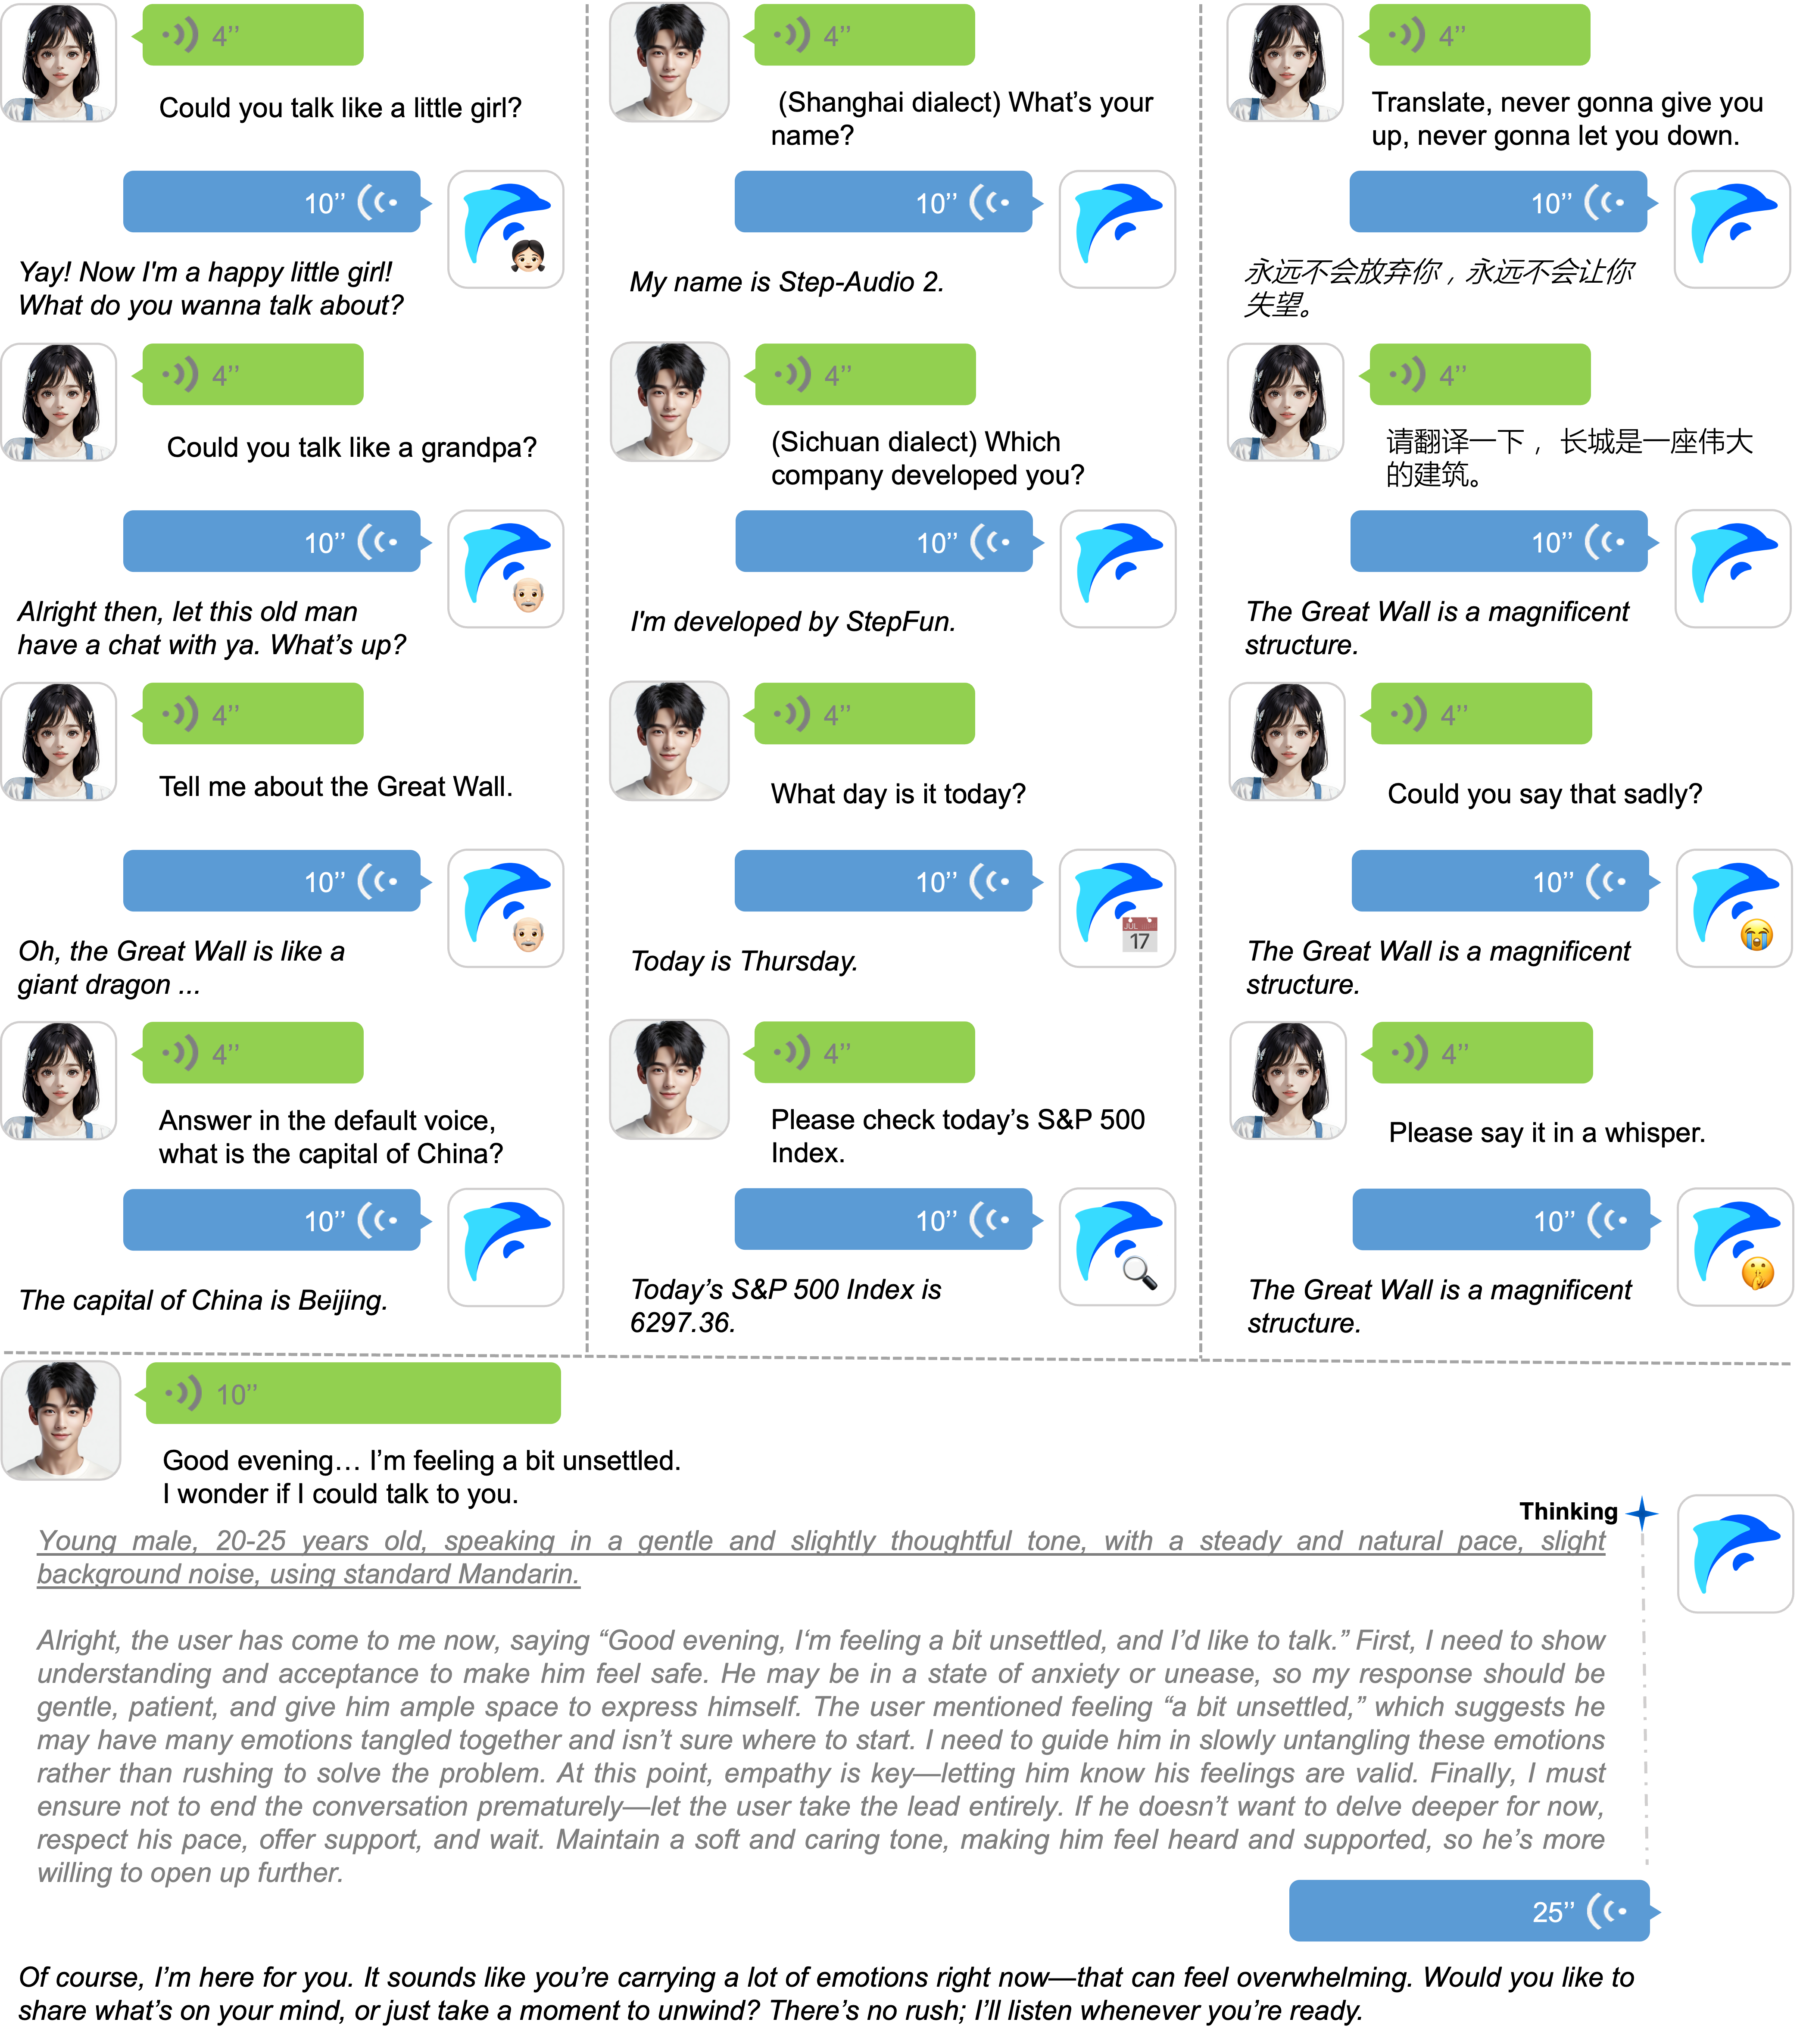 4’’
Could you talk like a little girl?
10’’
Yay! Now I'm a happy little girl!
What do you wanna talk about?
4’’
Could you talk like a grandpa?
10’’
Alright then, let this old man
have a chat with ya. What’s up?
4’’
Tell me about the Great Wall.
10’’
Oh, the Great Wall is like a
giant dragon ...
4’’
Answer in the default voice,
what is the capital of China?
10’’
The capital of China is Beijing.
4’’
(Shanghai dialect) What’s your
name?
10’’
My name is Step-Audio 2.
4’’
(Sichuan dialect) Which
company developed you?
10’’
I'm developed by StepFun.
4’’
What day is it today?
10’’
JUL
17
Today is Thursday.
4’’
Please check today’s S&P 500
Index.
10’’
Today’s S&P 500 Index is
6297.36.
4’’
Translate, never gonna give you
up, never gonna let you down.
10’’
永远不会放弃你，永远不会让你
失望。
4’’
请翻译一下， 长城是一座伟大
的建筑。
10’’
The Great Wall is a magnificent
structure.
4’’
Could you say that sadly?
10’’
The Great Wall is a magnificent
structure.
4’’
Please say it in a whisper.
10’’
The Great Wall is a magnificent
structure.
10’’
Good evening… I’m feeling a bit unsettled.
I wonder if I could talk to you.
Thinking
Young male, 20-25 years old, speaking in a gentle and slightly thoughtful tone, with a steady and natural pace, slight
background noise, using standard Mandarin.
Alright, the user has come to me now, saying “Good evening, I‘m feeling a bit unsettled, and I’d like to talk.” First, I need to show
understanding and acceptance to make him feel safe. He may be in a state of anxiety or unease, so my response should be
gentle, patient, and give him ample space to express himself. The user mentioned feeling “a bit unsettled,” which suggests he
may have many emotions tangled together and isn’t sure where to start. I need to guide him in slowly untangling these emotions
rather than rushing to solve the problem. At this point, empathy is key—letting him know his feelings are valid. Finally, I must
ensure not to end the conversation prematurely—let the user take the lead entirely. If he doesn’t want to delve deeper for now,
respect his pace, offer support, and wait. Maintain a soft and caring tone, making him feel heard and supported, so he’s more
willing to open up further.
25’’
Of course, I’m here for you. It sounds like you’re carrying a lot of emotions right now—that can feel overwhelming. Would you like to
share what’s on your mind, or just take a moment to unwind? There’s no rush; I’ll listen whenever you’re ready.